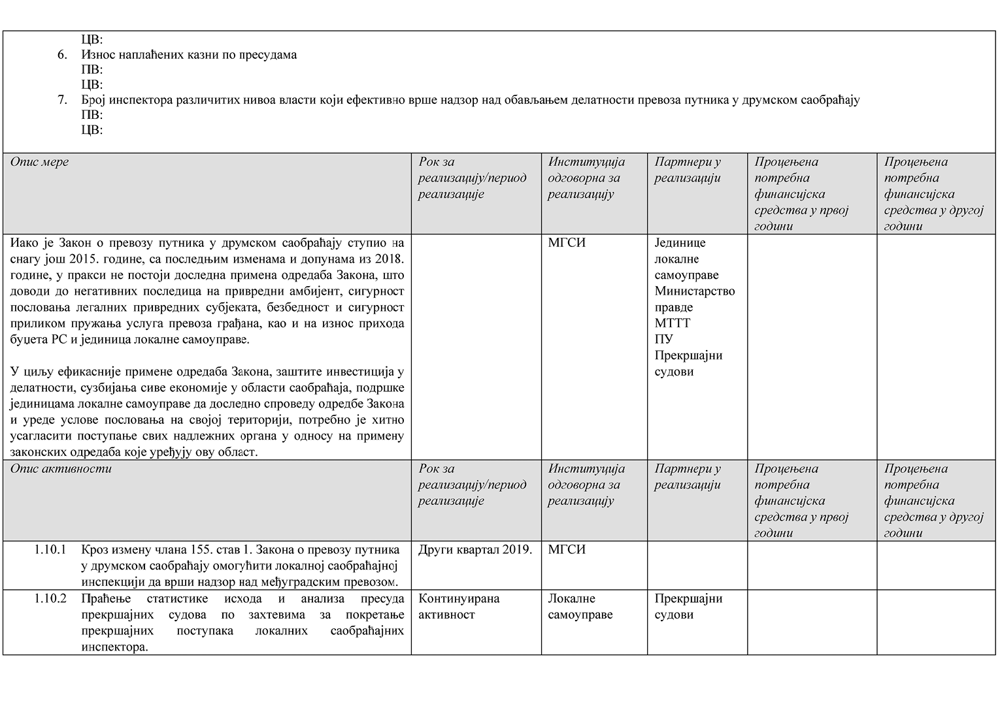 ЦВ:
6. Износ наплаћених казни по пресудама
ПВ:
ЦВ:
7. Број инспектора различитих нивоа власти који ефективно врше надзор над обављањем делатности превоза путника у друмском саобраћају
ПВ:
ЦВ:
Опис мере
Рок за
реализацију/период
реализације
Институција
одговорна за
реализацију
Партнери у
реализацији
Процењена
потребна
финансијска
средства у првој
години
Процењена
потребна
финансијска
средства у другој
години
Иако је Закон о превозу путника у друмском саобраћају ступио на
снагу још 2015. године, са последњим изменама и допунама из 2018.
године, у пракси не постоји доследна примена одредаба Закона, што
доводи до негативних последица на привредни амбијент, сигурност
пословања легалних привредних субјеката, безбедност и сигурност
приликом пружања услуга превоза грађана, као и на износ прихода
буџета РС и јединица локалне самоуправе.
У циљу ефикасније примене одредаба Закона, заштите инвестиција у
делатности, сузбијања сиве економије у области саобраћаја, подршке
јединицама локалне самоуправе да доследно спроведу одредбе Закона
и уреде услове пословања на својој територији, потребно је хитно
усагласити поступање свих надлежних органа у односу на примену
законских одредаба које уређују ову област.
МГСИ
Јединице
локалне
самоуправе
Министарство
правде
МТТТ
ПУ
Прекршајни
судови
Опис активности
Рок за
реализацију/период
реализације
Институција
одговорна за
реализацију
Партнери у
реализацији
Процењена
потребна
финансијска
средства у првој
години
Процењена
потребна
финансијска
средства у другој
години
1.10.1 Кроз измену члана 155. став 1. Закона о превозу путника
у друмском саобраћају омогућити локалној саобраћајној
инспекцији да врши надзор над међуградским превозом.
Други квартал 2019.
МГСИ
1.10.2 Праћење статистике исхода и анализа пресуда
прекршајних судова по захтевима за покретање
прекршајних поступака локалних саобраћајних
инспектора.
Континуирана
активност
Локалне
самоуправе
Прекршајни
судови